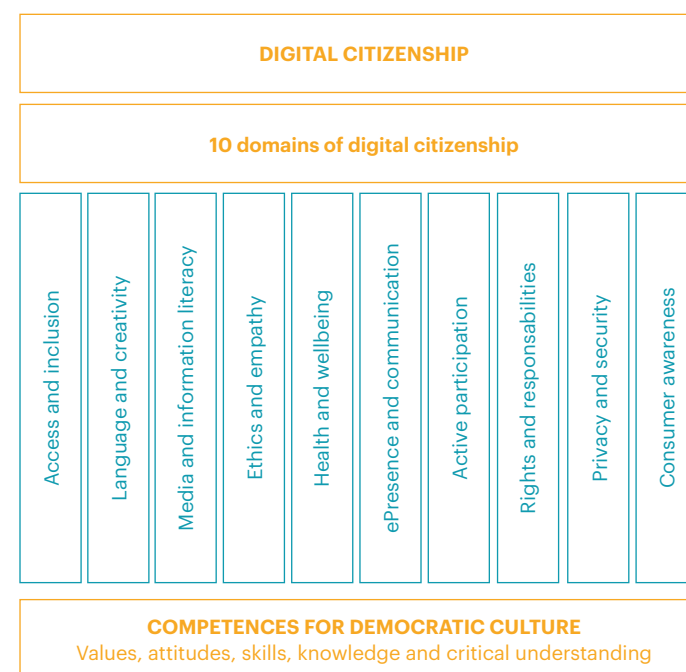 DIGITAL CITIZENSHIP
10 domains of digital citizenship
Access and inclusion
Language and creativity
Media and information literacy
Ethics and empathy
Health and wellbeing
ePresence and communication
Active participation
Rights and responsabilities
Privacy and security
Consumer awareness
COMPETENCES FOR DEMOCRATIC CULTURE
Values, attitudes, skills, knowledge and critical understanding